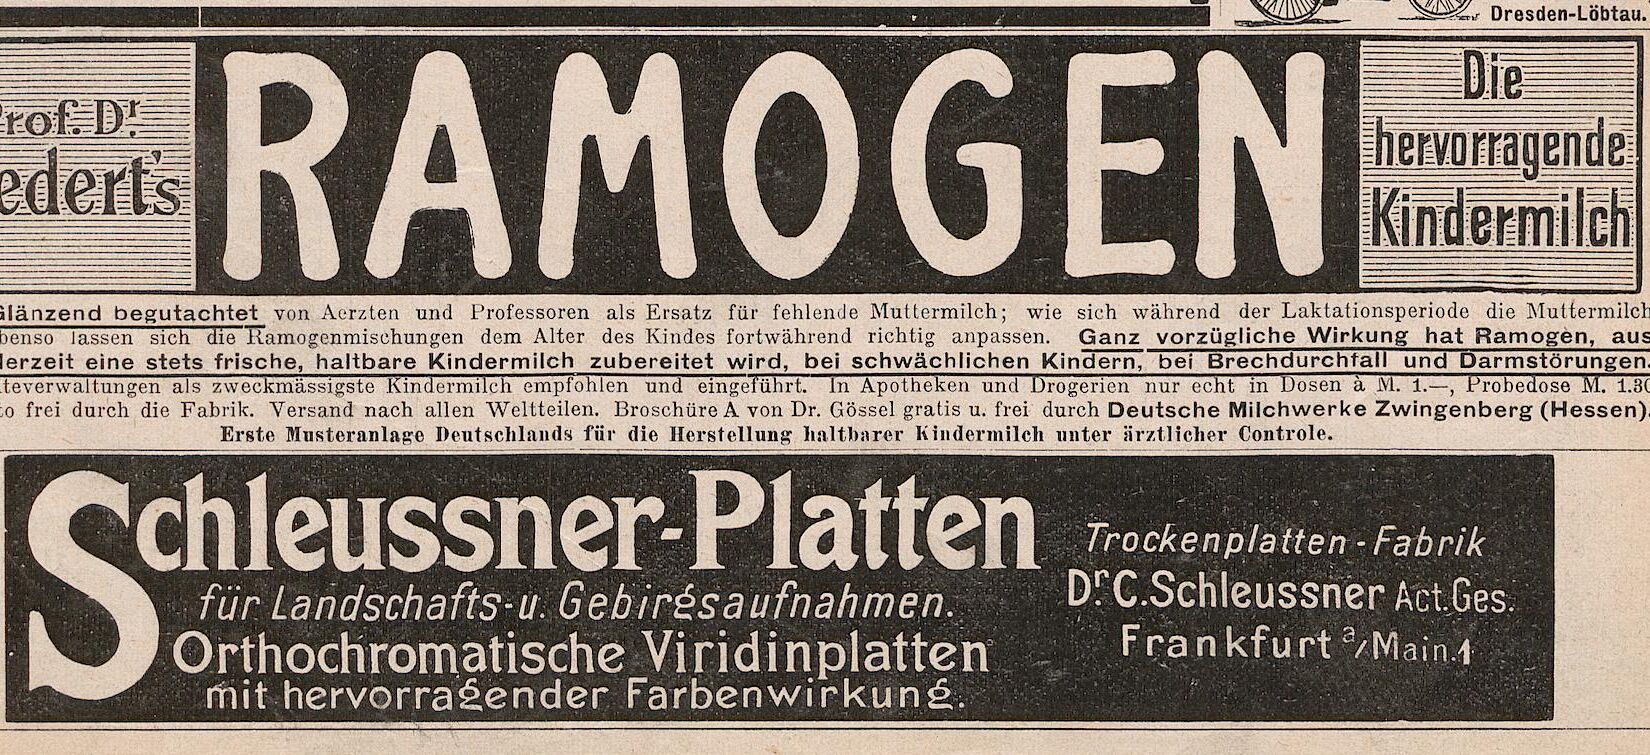 Dresden-Löbtau.
Prof. Dr.
edert's
RAMOGEN
Die
hervorragende
Kindermilch
Glänzend begutachtet von Aerzten und Professoren als Ersatz für fehlende Muttermilch; wie sich während der Laktationsperiode die Muttermilch
benso lassen sich die Ramogenmischungen dem Alter des Kindes fortwährend richtig anpassen. Ganz vorzügliche Wirkung hat Ramogen, aus
derzeit eine stets frische, haltbare Kindermilch zubereitet wird, bei schwächlichen Kindern, bei Brechdurchfall und Darmstörungen.
teverwaltungen als zweckmässigste Kindermilch empfohlen und eingeführt. In Apotheken und Drogerien nur echt in Dosen à M. 1.—, Probedose M. 1.30
to frei durch die Fabrik. Versand nach allen Weltteilen. Broschüre A von Dr. Gössel gratis u. frei durch Deutsche Milchwerke Zwingenberg (Hessen).
Erste Musteranlage Deutschlands für die Herstellung haltbarer Kindermilch unter ärztlicher Controle.
Schleussner-Platten
für Landschafts- u. Gebirgsaufnahmen.
Orthochromatische Viridinplatten
mit hervorragender Farbenwirkung.
Trockenplatten-Fabrik
Dr. C. Schleussner Act. Ges.
Frankfurt a/Main. 1